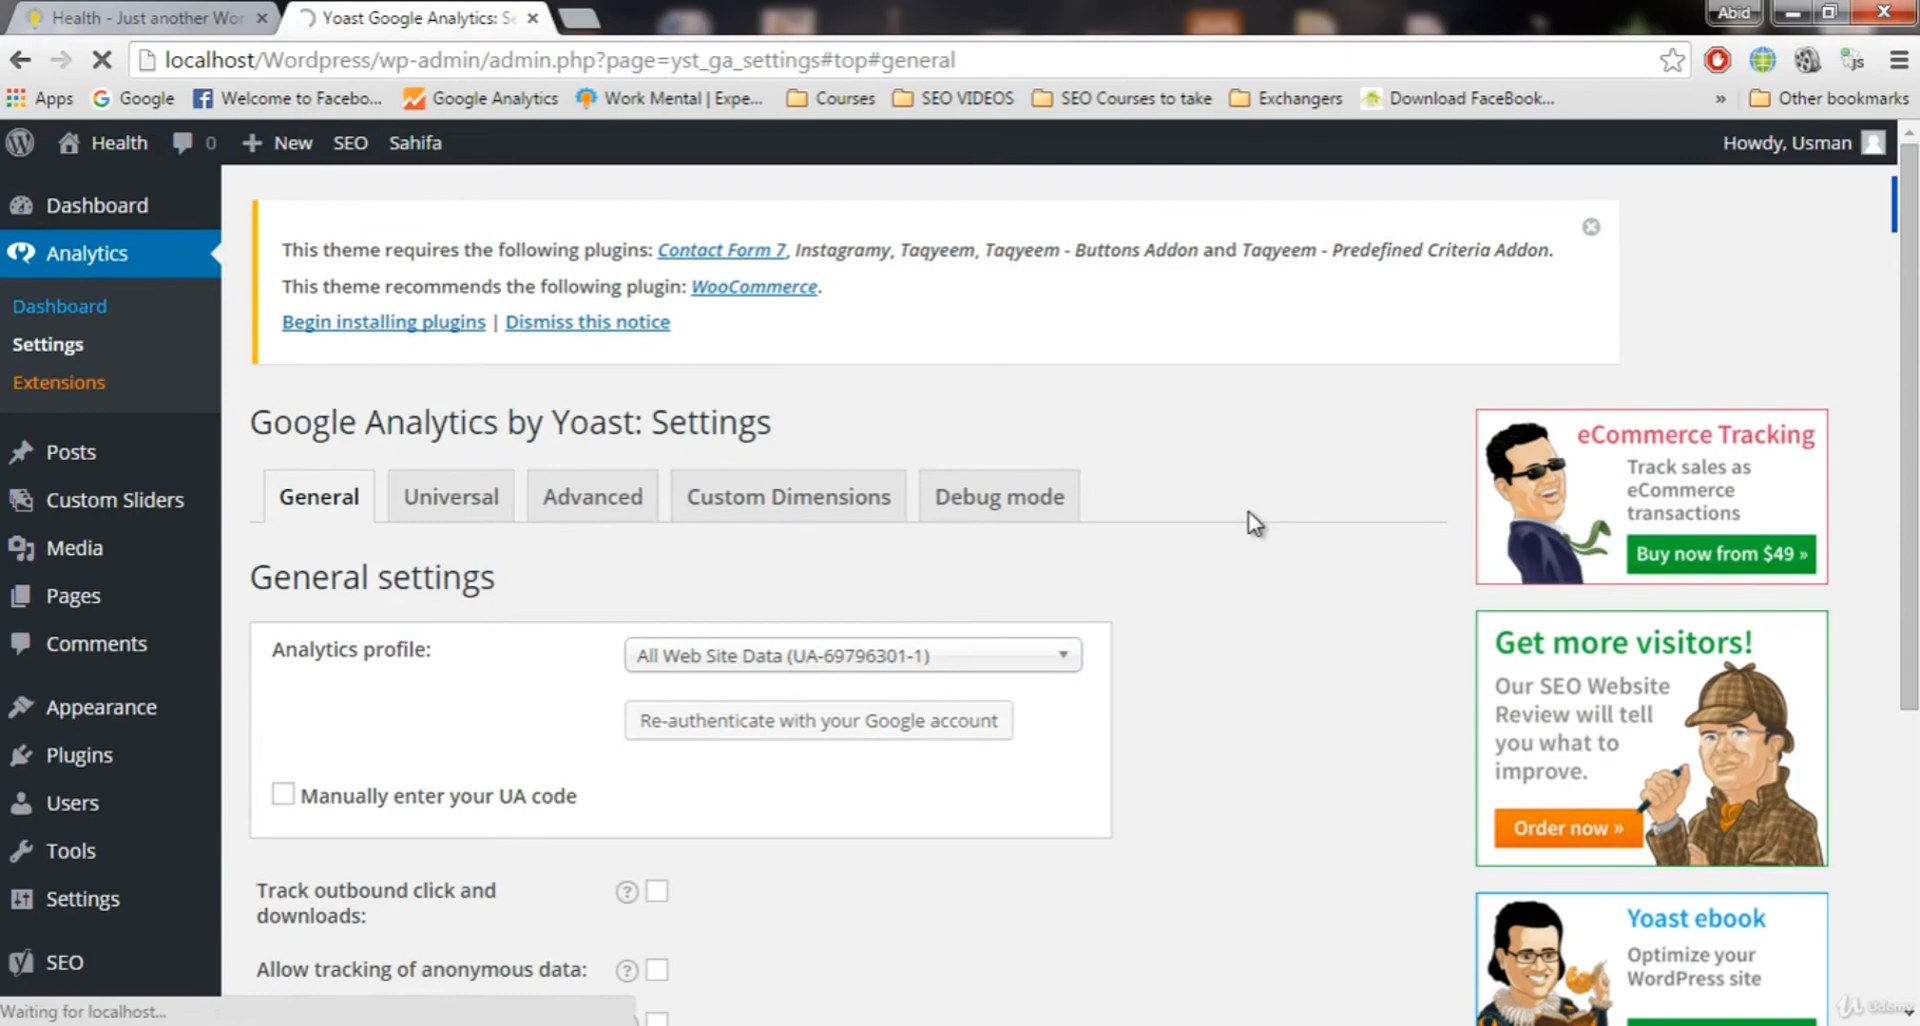 Health - Just another Wor
Yoast Google Analytics: Se
Abid
localhost/Wordpress/wp-admin/admin.php?page=yst_ga_settings#top#general
Apps
Google
Welcome to Facebo...
Google Analytics
Work Mental | Expe...
Courses
SEO VIDEOS
SEO Courses to take
Exchangers
Download FaceBook...
»
Other bookmarks
Health
0
New
SEO
Sahifa
Howdy, Usman
Dashboard
Analytics
Dashboard
Settings
Extensions
Posts
Custom Sliders
Media
Pages
Comments
Appearance
Plugins
Users
Tools
Settings
SEO
This theme requires the following plugins: Contact Form 7, Instagramy, Taqyeem, Taqyeem - Buttons Addon and Taqyeem - Predefined Criteria Addon.
This theme recommends the following plugin: WooCommerce.
Begin installing plugins | Dismiss this notice
Google Analytics by Yoast: Settings
General
Universal
Advanced
Custom Dimensions
Debug mode
General settings
Analytics profile:
All Web Site Data (UA-69796301-1)
Re-authenticate with your Google account
Manually enter your UA code
Track outbound click and
downloads:
?
Allow tracking of anonymous data:
?
eCommerce Tracking
Track sales as
eCommerce
transactions
Buy now from $49 »
Get more visitors!
Our SEO Website
Review will tell
you what to
improve.
Order now »
Yoast ebook
Optimize your
WordPress site
Waiting for localhost...
Udemy